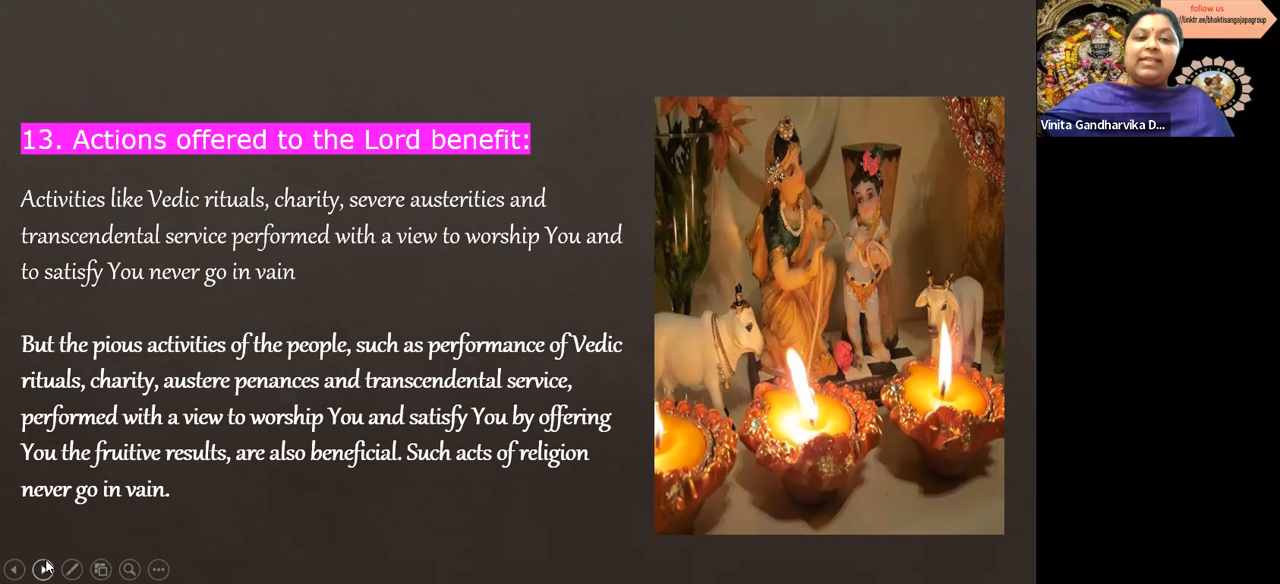 13. Actions offered to the Lord benefit:
Activities like Vedic rituals, charity, severe austerities and
transcendental service performed with a view to worship You and
to satisfy You never go in vain
But the pious activities of the people, such as performance of Vedic
rituals, charity, austere penances and transcendental service,
performed with a view to worship You and satisfy You by offering
You the fruitive results, are also beneficial. Such acts of religion
never go in vain.
follow us
/linktr.ee/bhaktisangajapagroup
Vinita Gandharvika D...